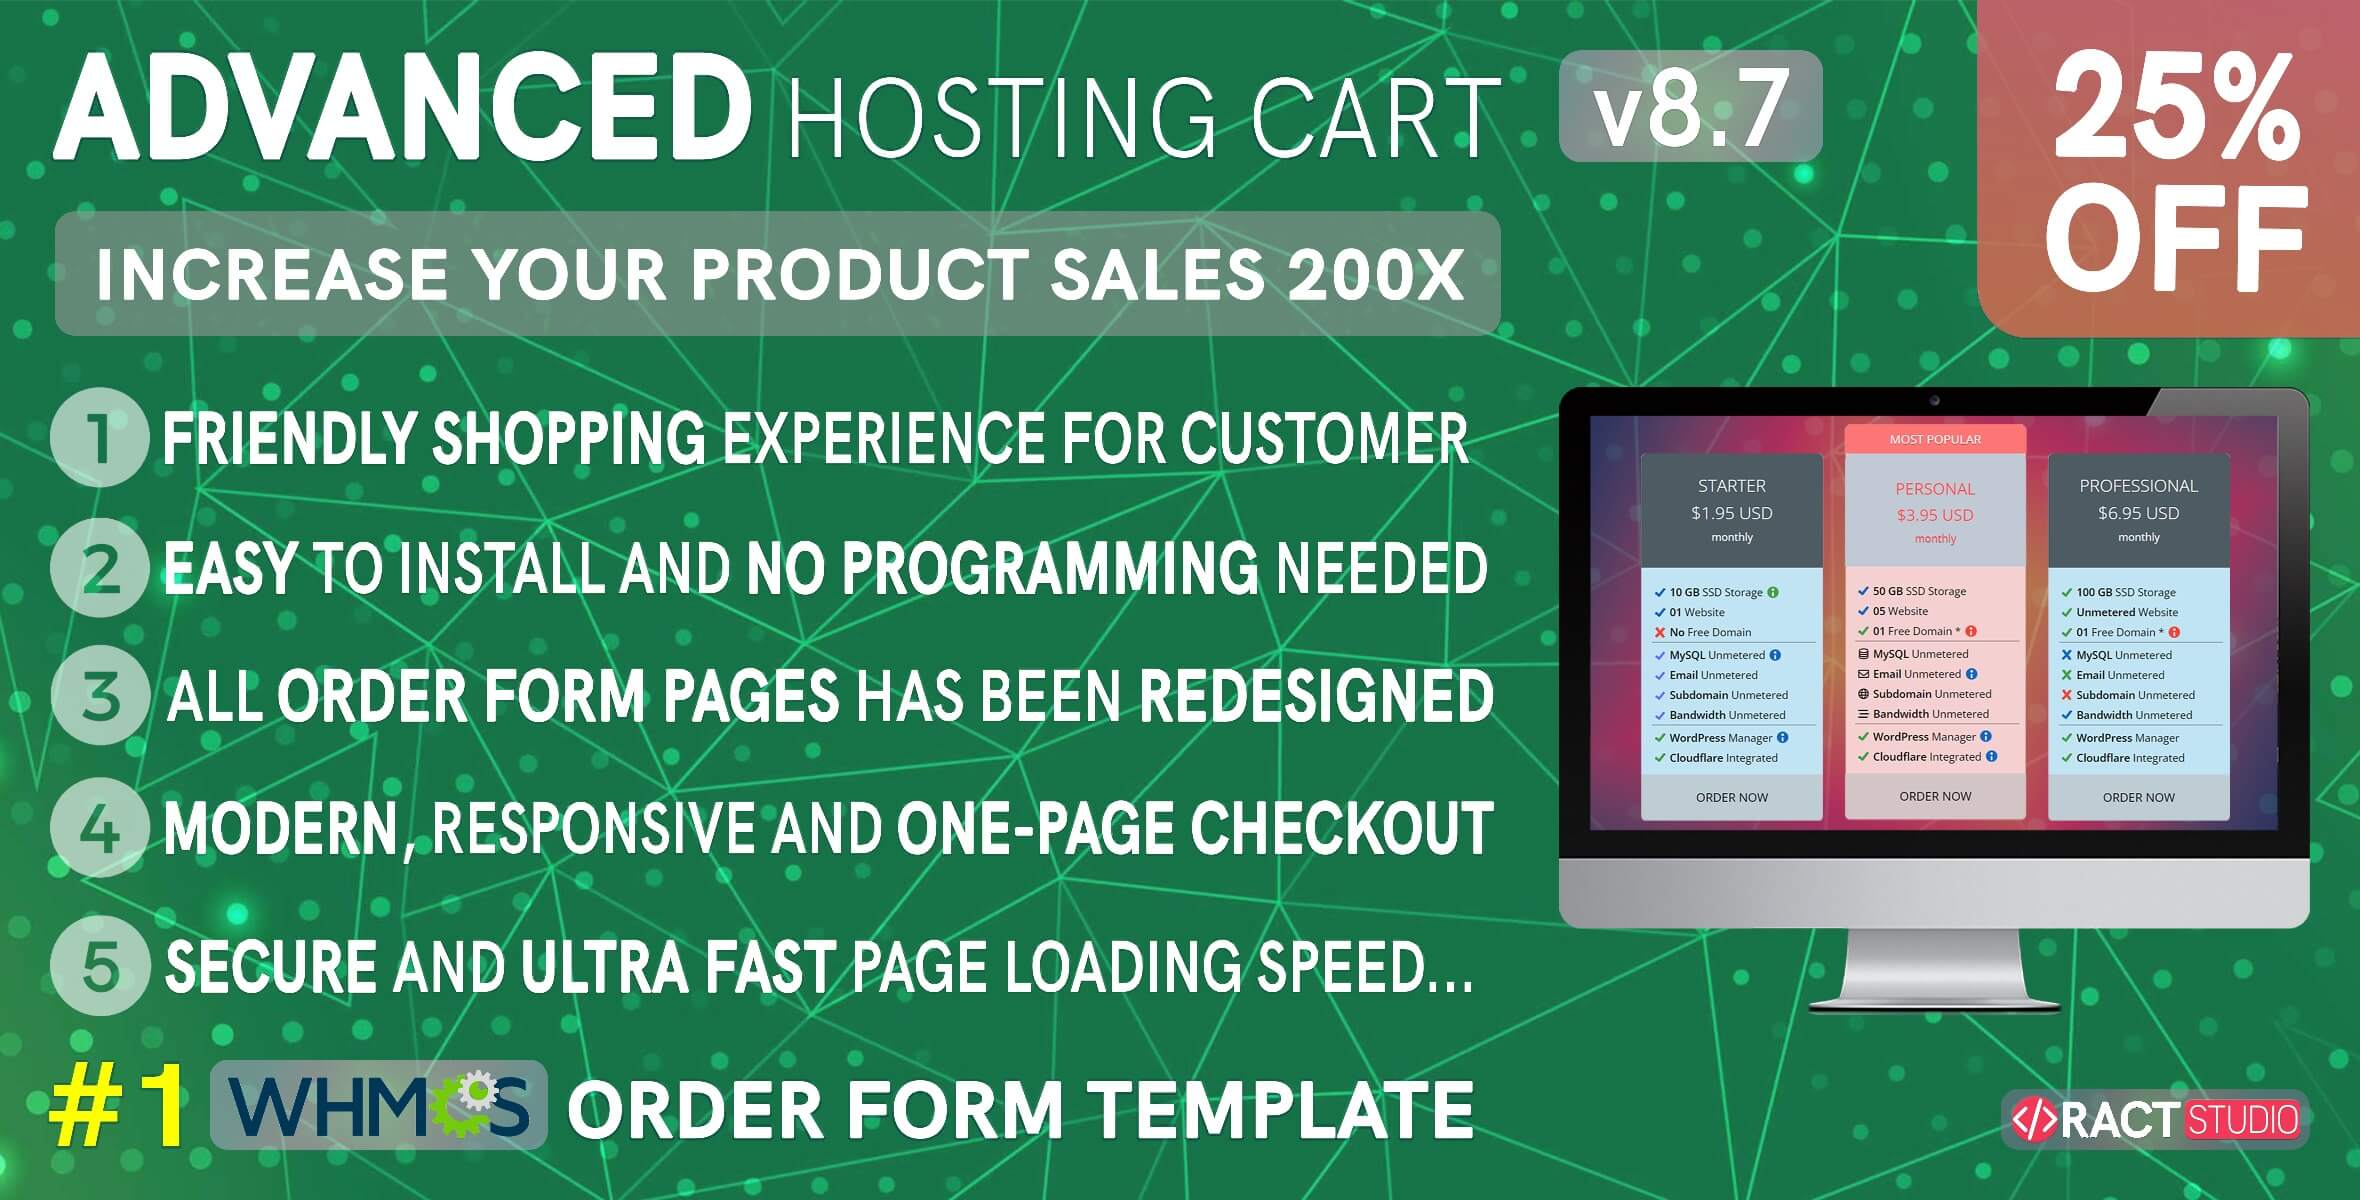 ADVANCED HOSTING CART v8.7
25%
OFF
INCREASE YOUR PRODUCT SALES 200X
1 FRIENDLY SHOPPING EXPERIENCE FOR CUSTOMER
2 EASY TO INSTALL AND NO PROGRAMMING NEEDED
3 ALL ORDER FORM PAGES HAS BEEN REDESIGNED
4 MODERN, RESPONSIVE AND ONE-PAGE CHECKOUT
5 SECURE AND ULTRA FAST PAGE LOADING SPEED...
#1 WHMCS ORDER FORM TEMPLATE
STARTER
$1.95 USD
monthly
10 GB SSD Storage
01 Website
No Free Domain
MySQL Unmetered
Email Unmetered
Subdomain Unmetered
Bandwidth Unmetered
WordPress Manager
Cloudflare Integrated
ORDER NOW
MOST POPULAR
PERSONAL
$3.95 USD
monthly
50 GB SSD Storage
05 Website
01 Free Domain *
MySQL Unmetered
Email Unmetered
Subdomain Unmetered
Bandwidth Unmetered
WordPress Manager
Cloudflare Integrated
ORDER NOW
PROFESSIONAL
$6.95 USD
monthly
100 GB SSD Storage
Unmetered Website
01 Free Domain *
MySQL Unmetered
Email Unmetered
Subdomain Unmetered
Bandwidth Unmetered
WordPress Manager
Cloudflare Integrated
ORDER NOW
</> RACT STUDIO